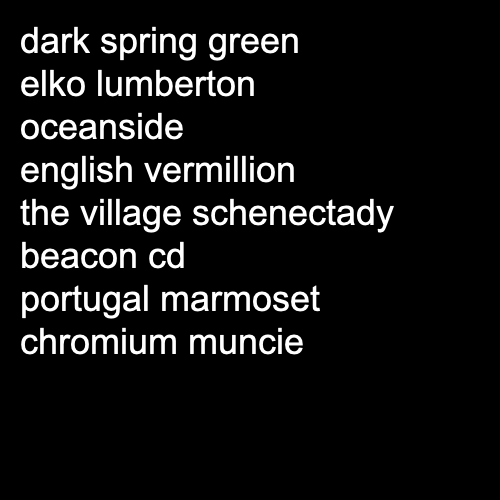 dark spring green
elko lumberton
oceanside
english vermillion
the village schenectady
beacon cd
portugal marmoset
chromium muncie